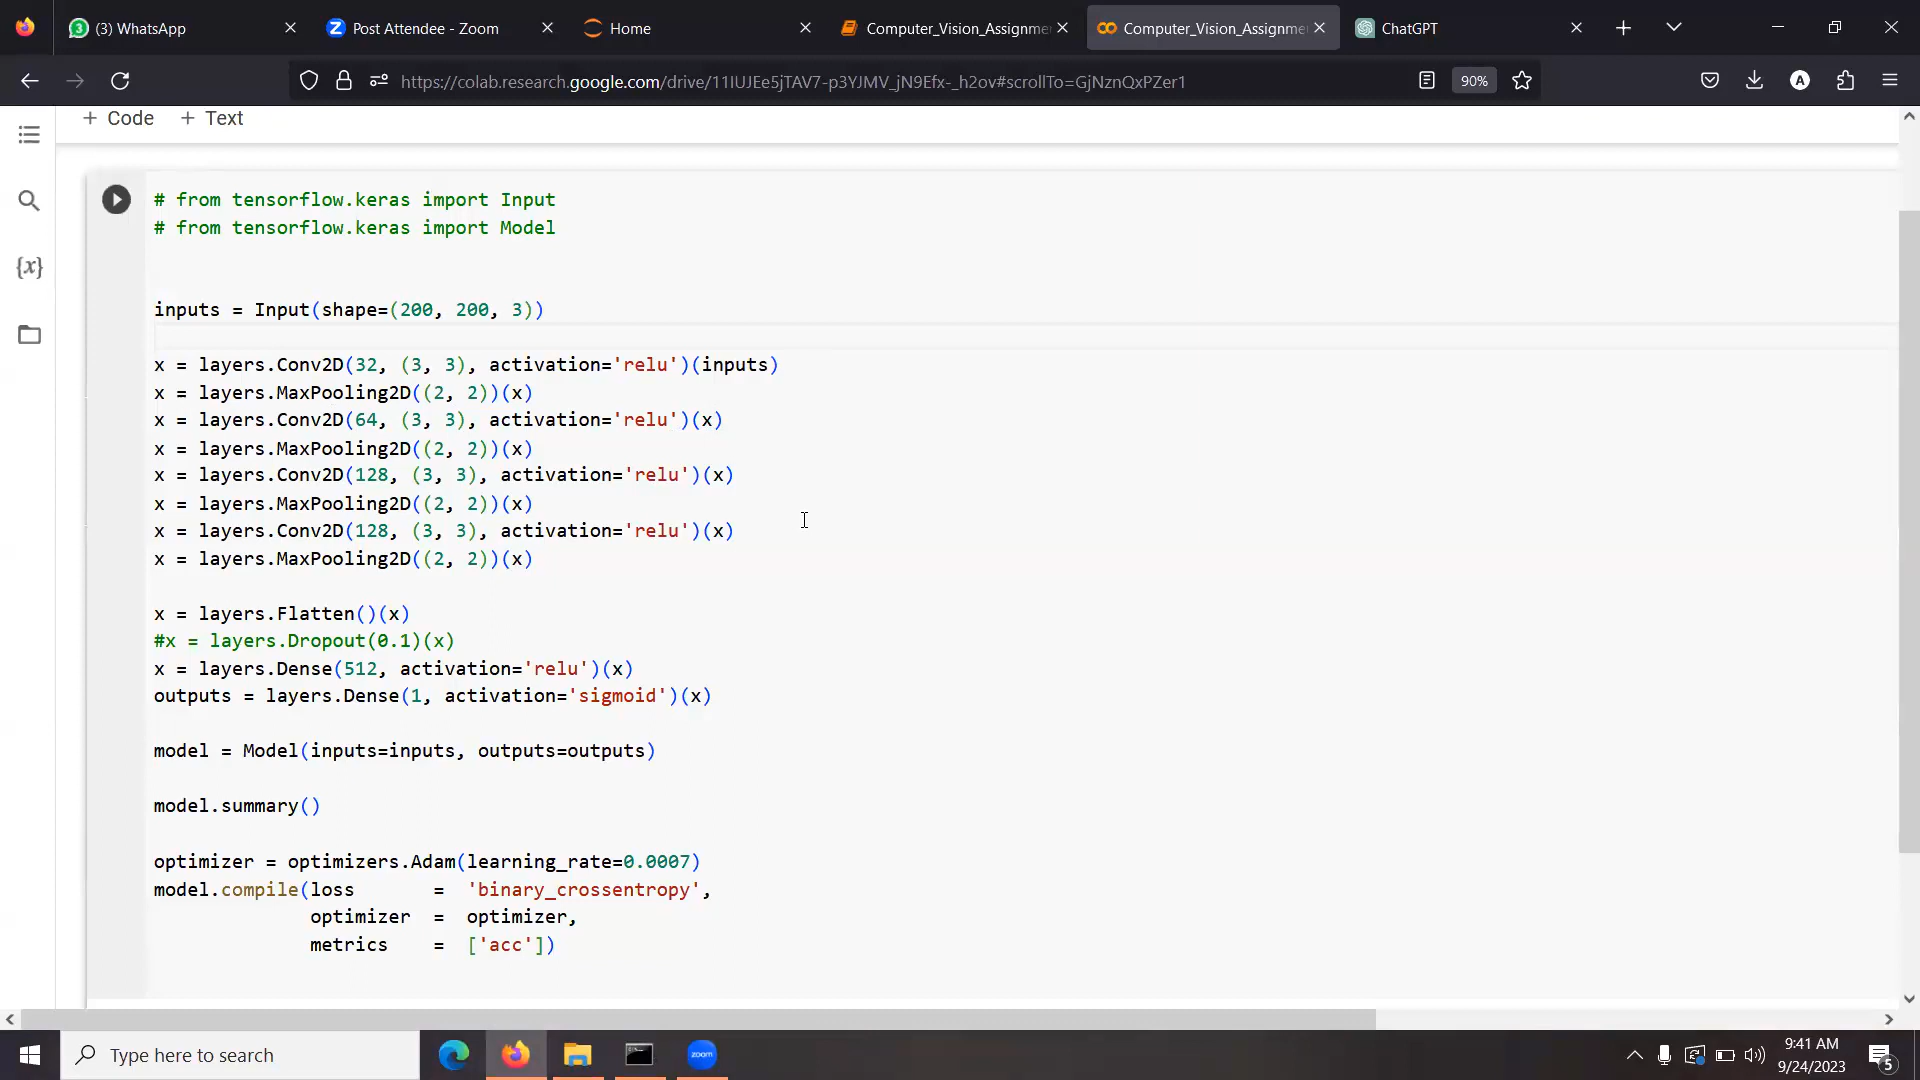 (3) WhatsApp
Post Attendee - Zoom
Home
Computer_Vision_Assignme
Computer_Vision_Assignme
ChatGPT
https://colab.research.google.com/drive/11IUJEe5jTAV7-p3YJMV_jN9Efx-_h2ov#scrollTo=GjNznQxPZer1
90%
A
+ Code + Text
# from tensorflow.keras import Input
# from tensorflow.keras import Model
{x}
inputs = Input(shape=(200, 200, 3))
x = layers.Conv2D(32, (3, 3), activation='relu')(inputs)
x = layers.MaxPooling2D((2, 2))(x)
x = layers.Conv2D(64, (3, 3), activation='relu')(x)
x = layers.MaxPooling2D((2, 2))(x)
x = layers.Conv2D(128, (3, 3), activation='relu')(x)
x = layers.MaxPooling2D((2, 2))(x)
x = layers.Conv2D(128, (3, 3), activation='relu')(x)
x = layers.MaxPooling2D((2, 2))(x)
x = layers.Flatten()(x)
#x = layers.Dropout(0.1)(x)
x = layers.Dense(512, activation='relu')(x)
outputs = layers.Dense(1, activation='sigmoid')(x)
model = Model(inputs=inputs, outputs=outputs)
model.summary()
optimizer = optimizers.Adam(learning_rate=0.0007)
model.compile(loss = 'binary_crossentropy',
optimizer = optimizer,
metrics = ['acc'])
Type here to search
zoom
9:41 AM
9/24/2023
5